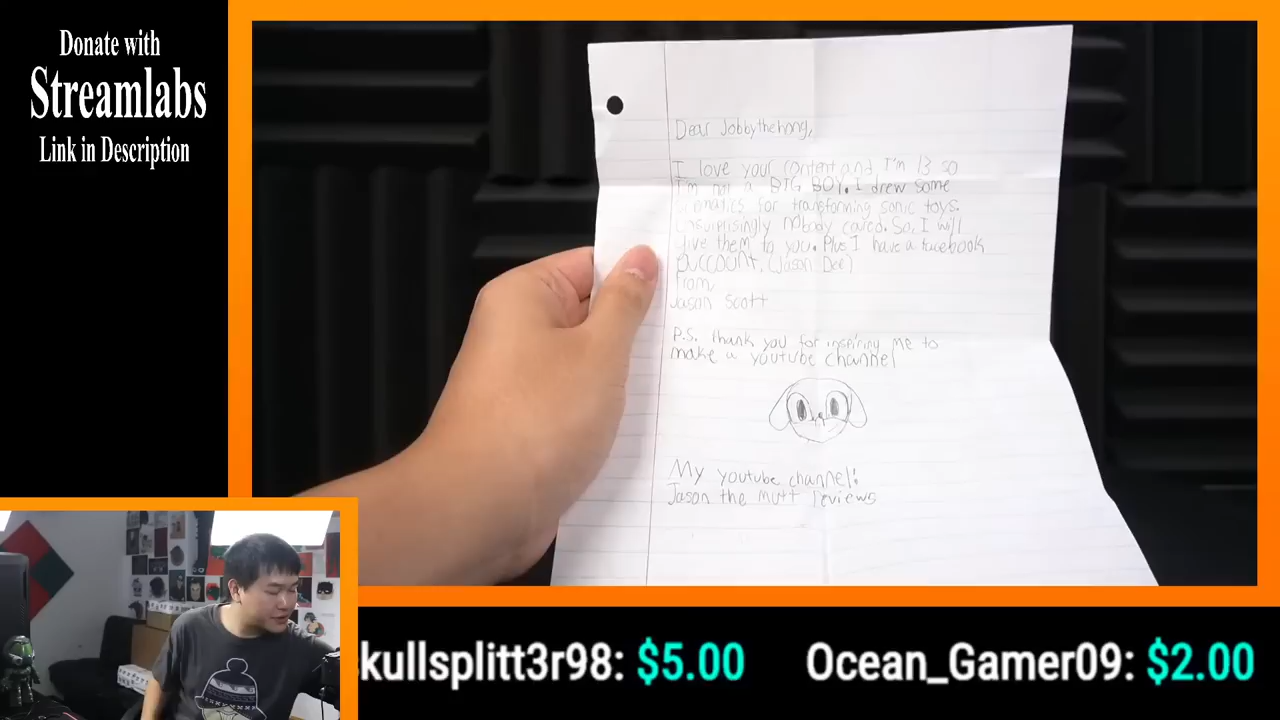 Donate with
Streamlabs
Link in Description
Dear Jobbythehong,
I love your content and I'm 13 so
I'm not a BIG BOY. I drew some
for transforming sonic toys.
unsurprisingly nobody cared. So, I will
give them to you. Plus I have a facebook
account. (Jason Dee)
from,
Jason Scott
P.S. thank you for inspiring me to
make a youtube channel
My youtube channel:
Jason the mutt reviews
kullsplitt3r98: $5.00
Ocean_Gamer09: $2.00